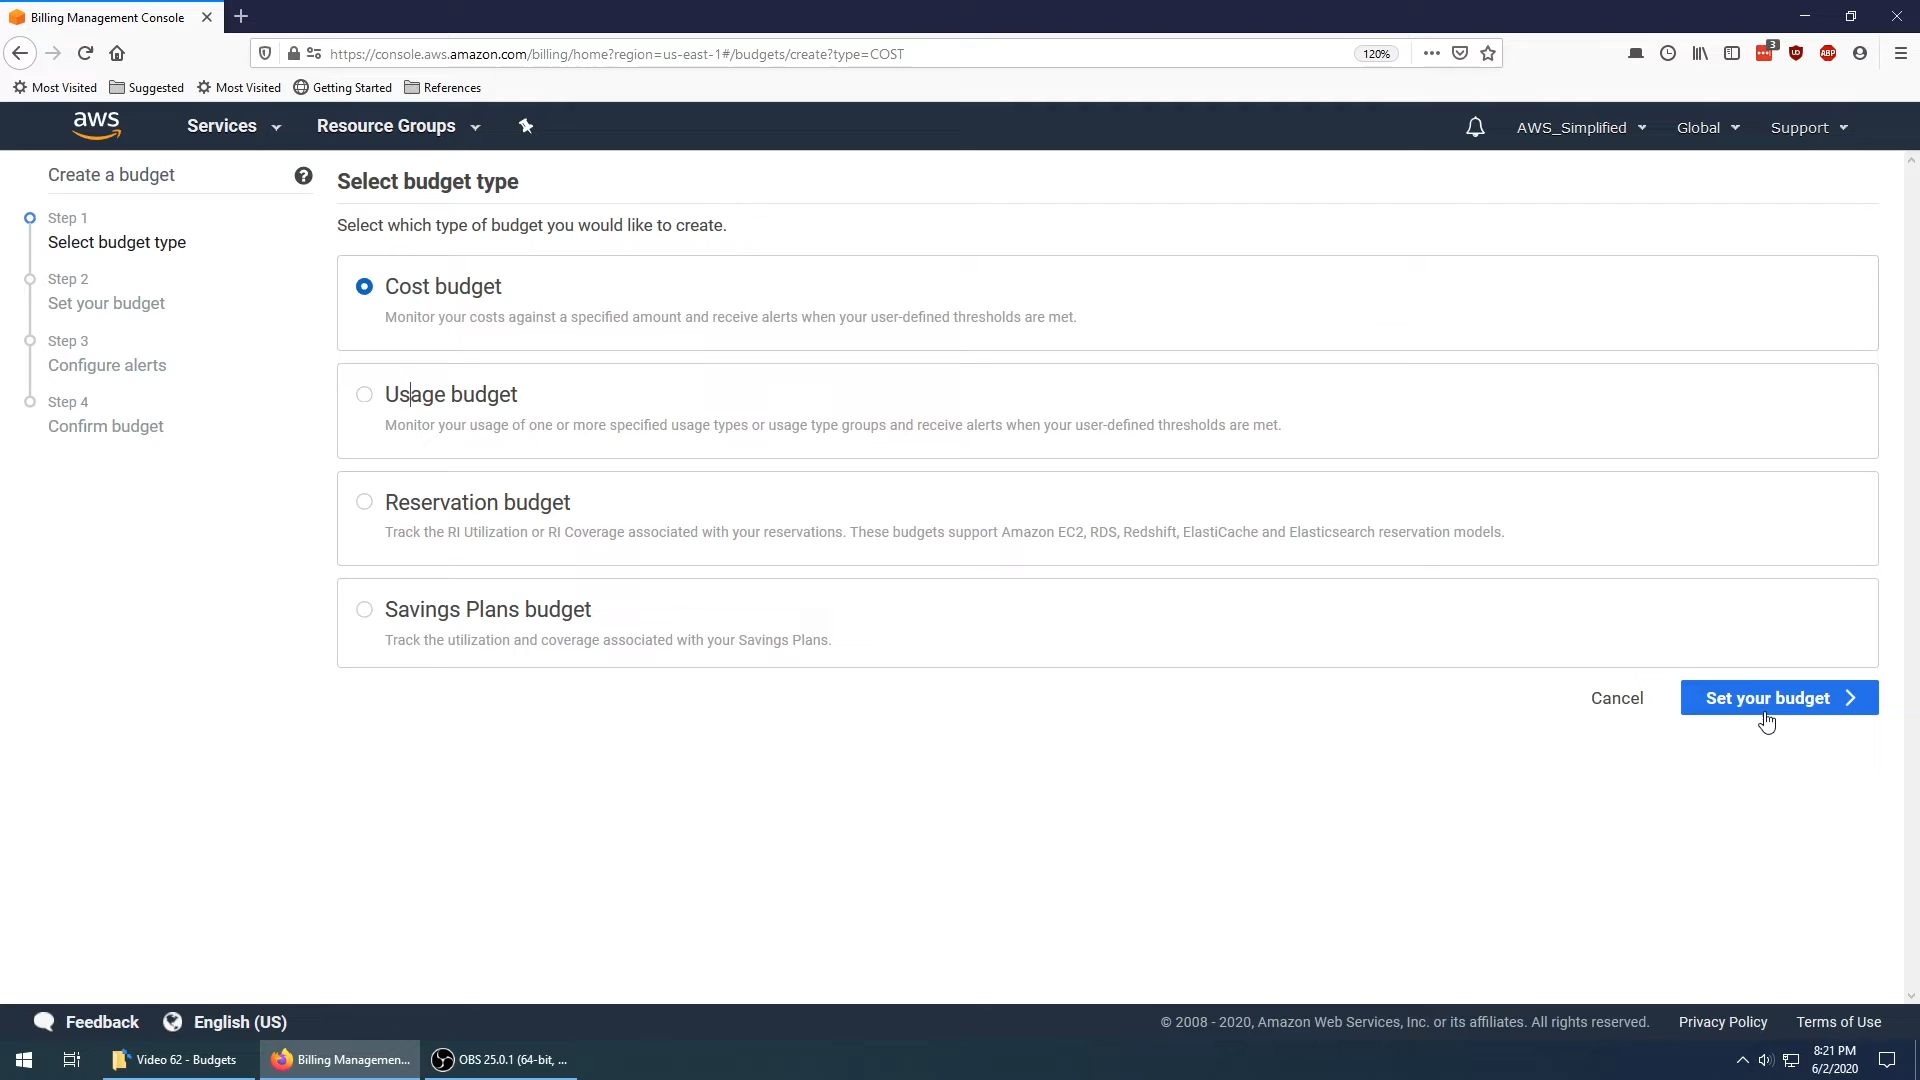 Billing Management Console
https://console.aws.amazon.com/billing/home?region=us-east-1#/budgets/create?type=COST
120%
3
ABP
Most Visited
Suggested
Most Visited
Getting Started
References
aws
Services
Resource Groups
AWS_Simplified
Global
Support
Create a budget
?
Step 1
Select budget type
Step 2
Set your budget
Step 3
Configure alerts
Step 4
Confirm budget
Select budget type
Select which type of budget you would like to create.
Cost budget
Monitor your costs against a specified amount and receive alerts when your user-defined thresholds are met.
Usage budget
Monitor your usage of one or more specified usage types or usage type groups and receive alerts when your user-defined thresholds are met.
Reservation budget
Track the RI Utilization or RI Coverage associated with your reservations. These budgets support Amazon EC2, RDS, Redshift, ElastiCache and Elasticsearch reservation models.
Savings Plans budget
Track the utilization and coverage associated with your Savings Plans.
Cancel
Set your budget
Feedback
English (US)
© 2008 - 2020, Amazon Web Services, Inc. or its affiliates. All rights reserved.
Privacy Policy
Terms of Use
Video 62 - Budgets
Billing Managemen...
OBS 25.0.1 (64-bit, ...
8:21 PM
6/2/2020